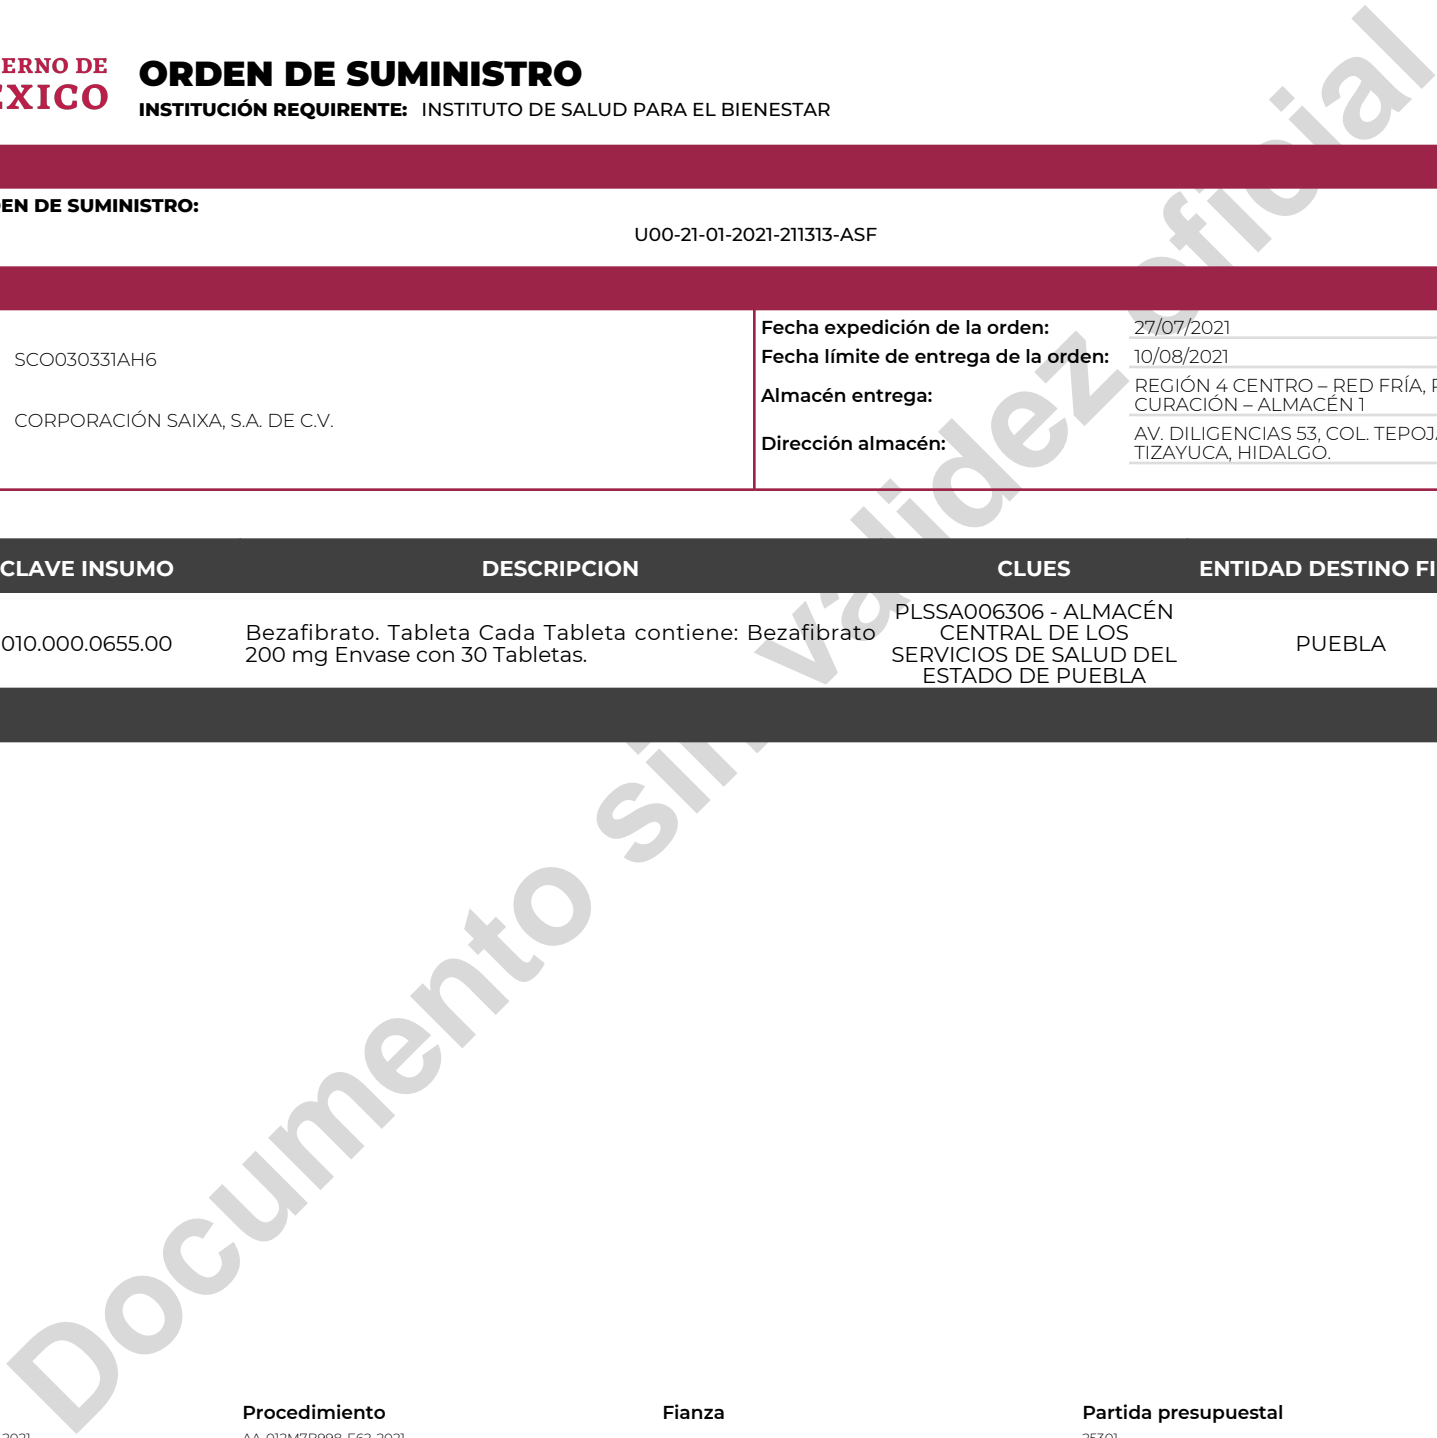 ERNO DE
ORDEN DE SUMINISTRO
INSTITUCIÓN REQUIRENTE: INSTITUTO DE SALUD PARA EL BIENESTAR
EN DE SUMINISTRO:
U00-21-01-2021-211313-ASF
SCO030331AH6
CORPORACIÓN SAIXA, S.A. DE C.V.
Fecha expedición de la orden: 27/07/2021
Fecha límite de entrega de la orden: 10/08/2021
Almacén entrega: REGIÓN 4 CENTRO – RED FRÍA,
CURACIÓN – ALMACÉN 1
Dirección almacén: AV. DILIGENCIAS 53, COL. TEPOJ
TIZAYUCA, HIDALGO.
CLAVE INSUMO DESCRIPCION CLUES ENTIDAD DESTINO FI
010.000.0655.00
Bezafibrato. Tableta Cada Tableta contiene: Bezafibrato
200 mg Envase con 30 Tabletas.
PLSSA006306 - ALMACÉN
CENTRAL DE LOS
SERVICIOS DE SALUD DEL
ESTADO DE PUEBLA
PUEBLA
Documento sin validez oficial
Procedimiento Fianza Partida presupuestal